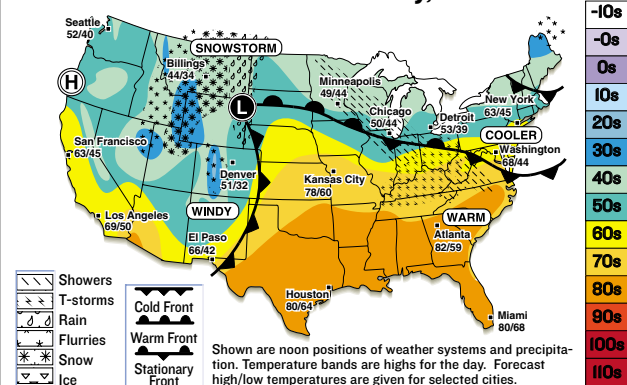 Seattle
52/40
SNOWSTORM
Billings
44/34
H
L
Minneapolis
49/44
Chicago
50/44
Detroit
53/39
New York
63/45
COOLER
Washington
68/44
San Francisco
63/45
Denver
51/32
Kansas City
78/60
Los Angeles
69/50
WINDY
El Paso
66/42
WARM
Atlanta
82/59
Houston
80/64
Miami
80/68
-10s
-0s
0s
10s
20s
30s
40s
50s
60s
70s
80s
90s
100s
110s
Showers
T-storms
Rain
Flurries
Snow
Ice
Cold Front
Warm Front
Stationary
Front
Shown are noon positions of weather systems and precipita-
tion. Temperature bands are highs for the day. Forecast
high/low temperatures are given for selected cities.